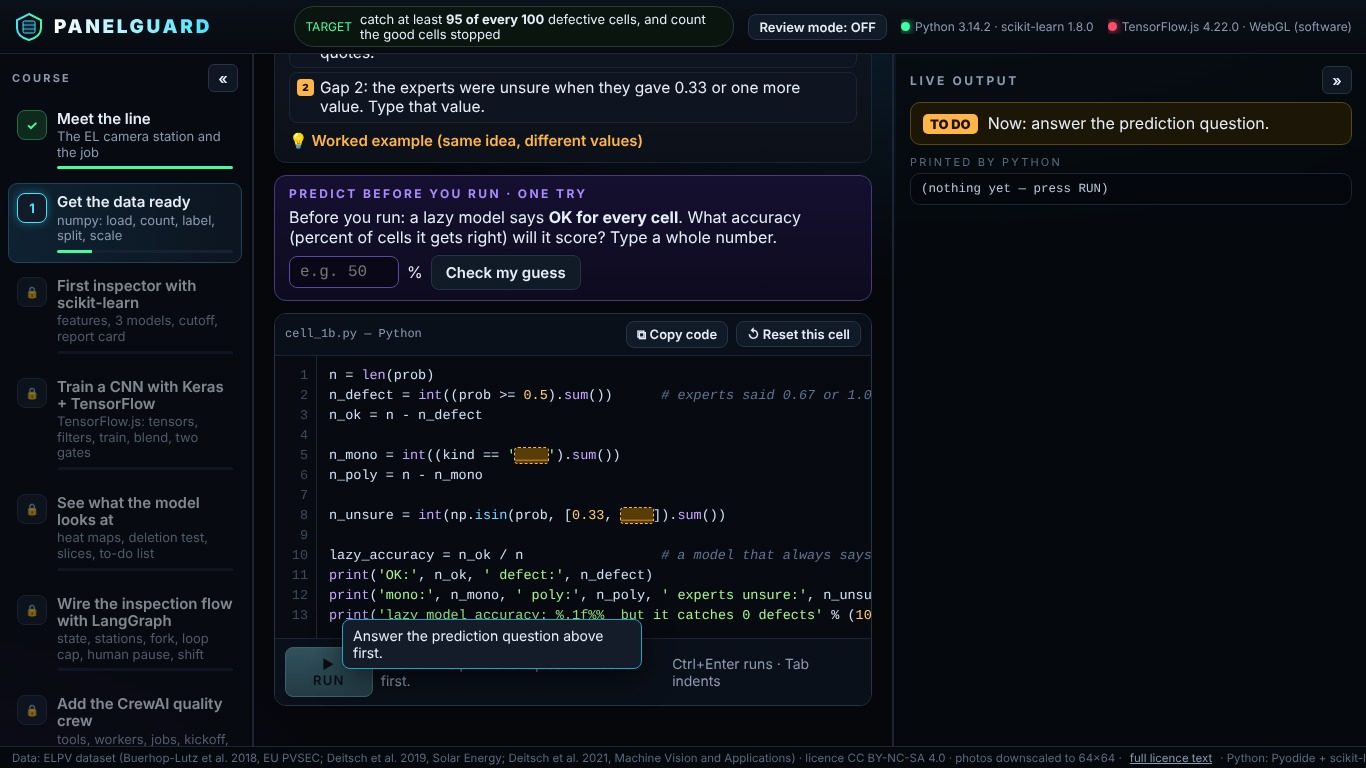 PANELGUARD
TARGET catch at least 95 of every 100 defective cells, and count
the good cells stopped
Review mode: OFF
Python 3.14.2 · scikit-learn 1.8.0
TensorFlow.js 4.22.0 · WebGL (software)
COURSE
«
Meet the line
The EL camera station and
the job
1
Get the data ready
numpy: load, count, label,
split, scale
First inspector with
scikit-learn
features, 3 models, cutoff,
report card
Train a CNN with Keras
+ TensorFlow
TensorFlow.js: tensors,
filters, train, blend, two
gates
See what the model
looks at
heat maps, deletion test,
slices, to-do list
Wire the inspection flow
with LangGraph
state, stations, fork, loop
cap, human pause, shift
Add the CrewAI quality
crew
tools, workers, jobs, kickoff,
quotes.
2 Gap 2: the experts were unsure when they gave 0.33 or one more
value. Type that value.
💡 Worked example (same idea, different values)
PREDICT BEFORE YOU RUN · ONE TRY
Before you run: a lazy model says OK for every cell. What accuracy
(percent of cells it gets right) will it score? Type a whole number.
e.g. 50 % Check my guess
cell_1b.py — Python
⧉ Copy code
↺ Reset this cell
1 n = len(prob)
2 n_defect = int((prob >= 0.5).sum()) # experts said 0.67 or 1.0
3 n_ok = n - n_defect
4
5 n_mono = int((kind == '____').sum())
6 n_poly = n - n_mono
7
8 n_unsure = int(np.isin(prob, [0.33, ____]).sum())
9
10 lazy_accuracy = n_ok / n # a model that always says
11 print('OK:', n_ok, ' defect:', n_defect)
12 print('mono:', n_mono, ' poly:', n_poly, ' experts unsure:', n_unsu
13 print('lazy model accuracy: %.1f%% but it catches 0 defects' % (10
Answer the prediction question above
first.
▶
RUN
first.
Ctrl+Enter runs · Tab
indents
LIVE OUTPUT
»
TO DO Now: answer the prediction question.
PRINTED BY PYTHON
(nothing yet — press RUN)
Data: ELPV dataset (Buerhop-Lutz et al. 2018, EU PVSEC; Deitsch et al. 2019, Solar Energy; Deitsch et al. 2021, Machine Vision and Applications) · licence CC BY-NC-SA 4.0 · photos downscaled to 64×64 · full licence text · Python: Pyodide + scikit-